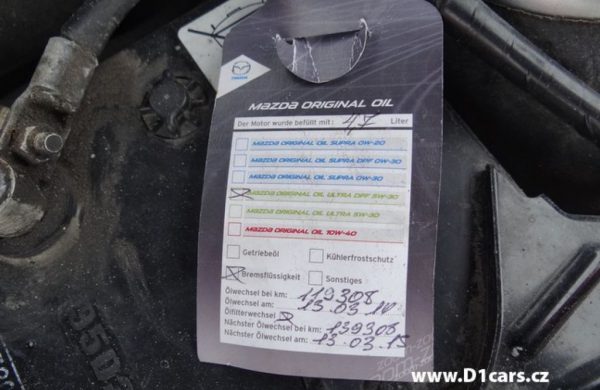 mazda
MAZDA ORIGINAL OIL
Der Motor wurde befüllt mit: Liter
MAZDA ORIGINAL OIL SUPRA 0W-20
MAZDA ORIGINAL OIL SUPRA DPF 0W-30
MAZDA ORIGINAL OIL SUPRA 0W-30
MAZDA ORIGINAL OIL ULTRA DPF 5W-30
MAZDA ORIGINAL OIL ULTRA 5W-30
MAZDA ORIGINAL OIL 10W-40
Getriebeöl Kühlerfrostschutz
Bremsflüssigkeit Sonstiges
Ölwechsel bei km: 119308
Ölwechsel am: 13.03.14
Ölfilterwechsel
Nächster Ölwechsel bei km: 139308
Nächster Ölwechsel am: 13.03.15
www.D1cars.cz